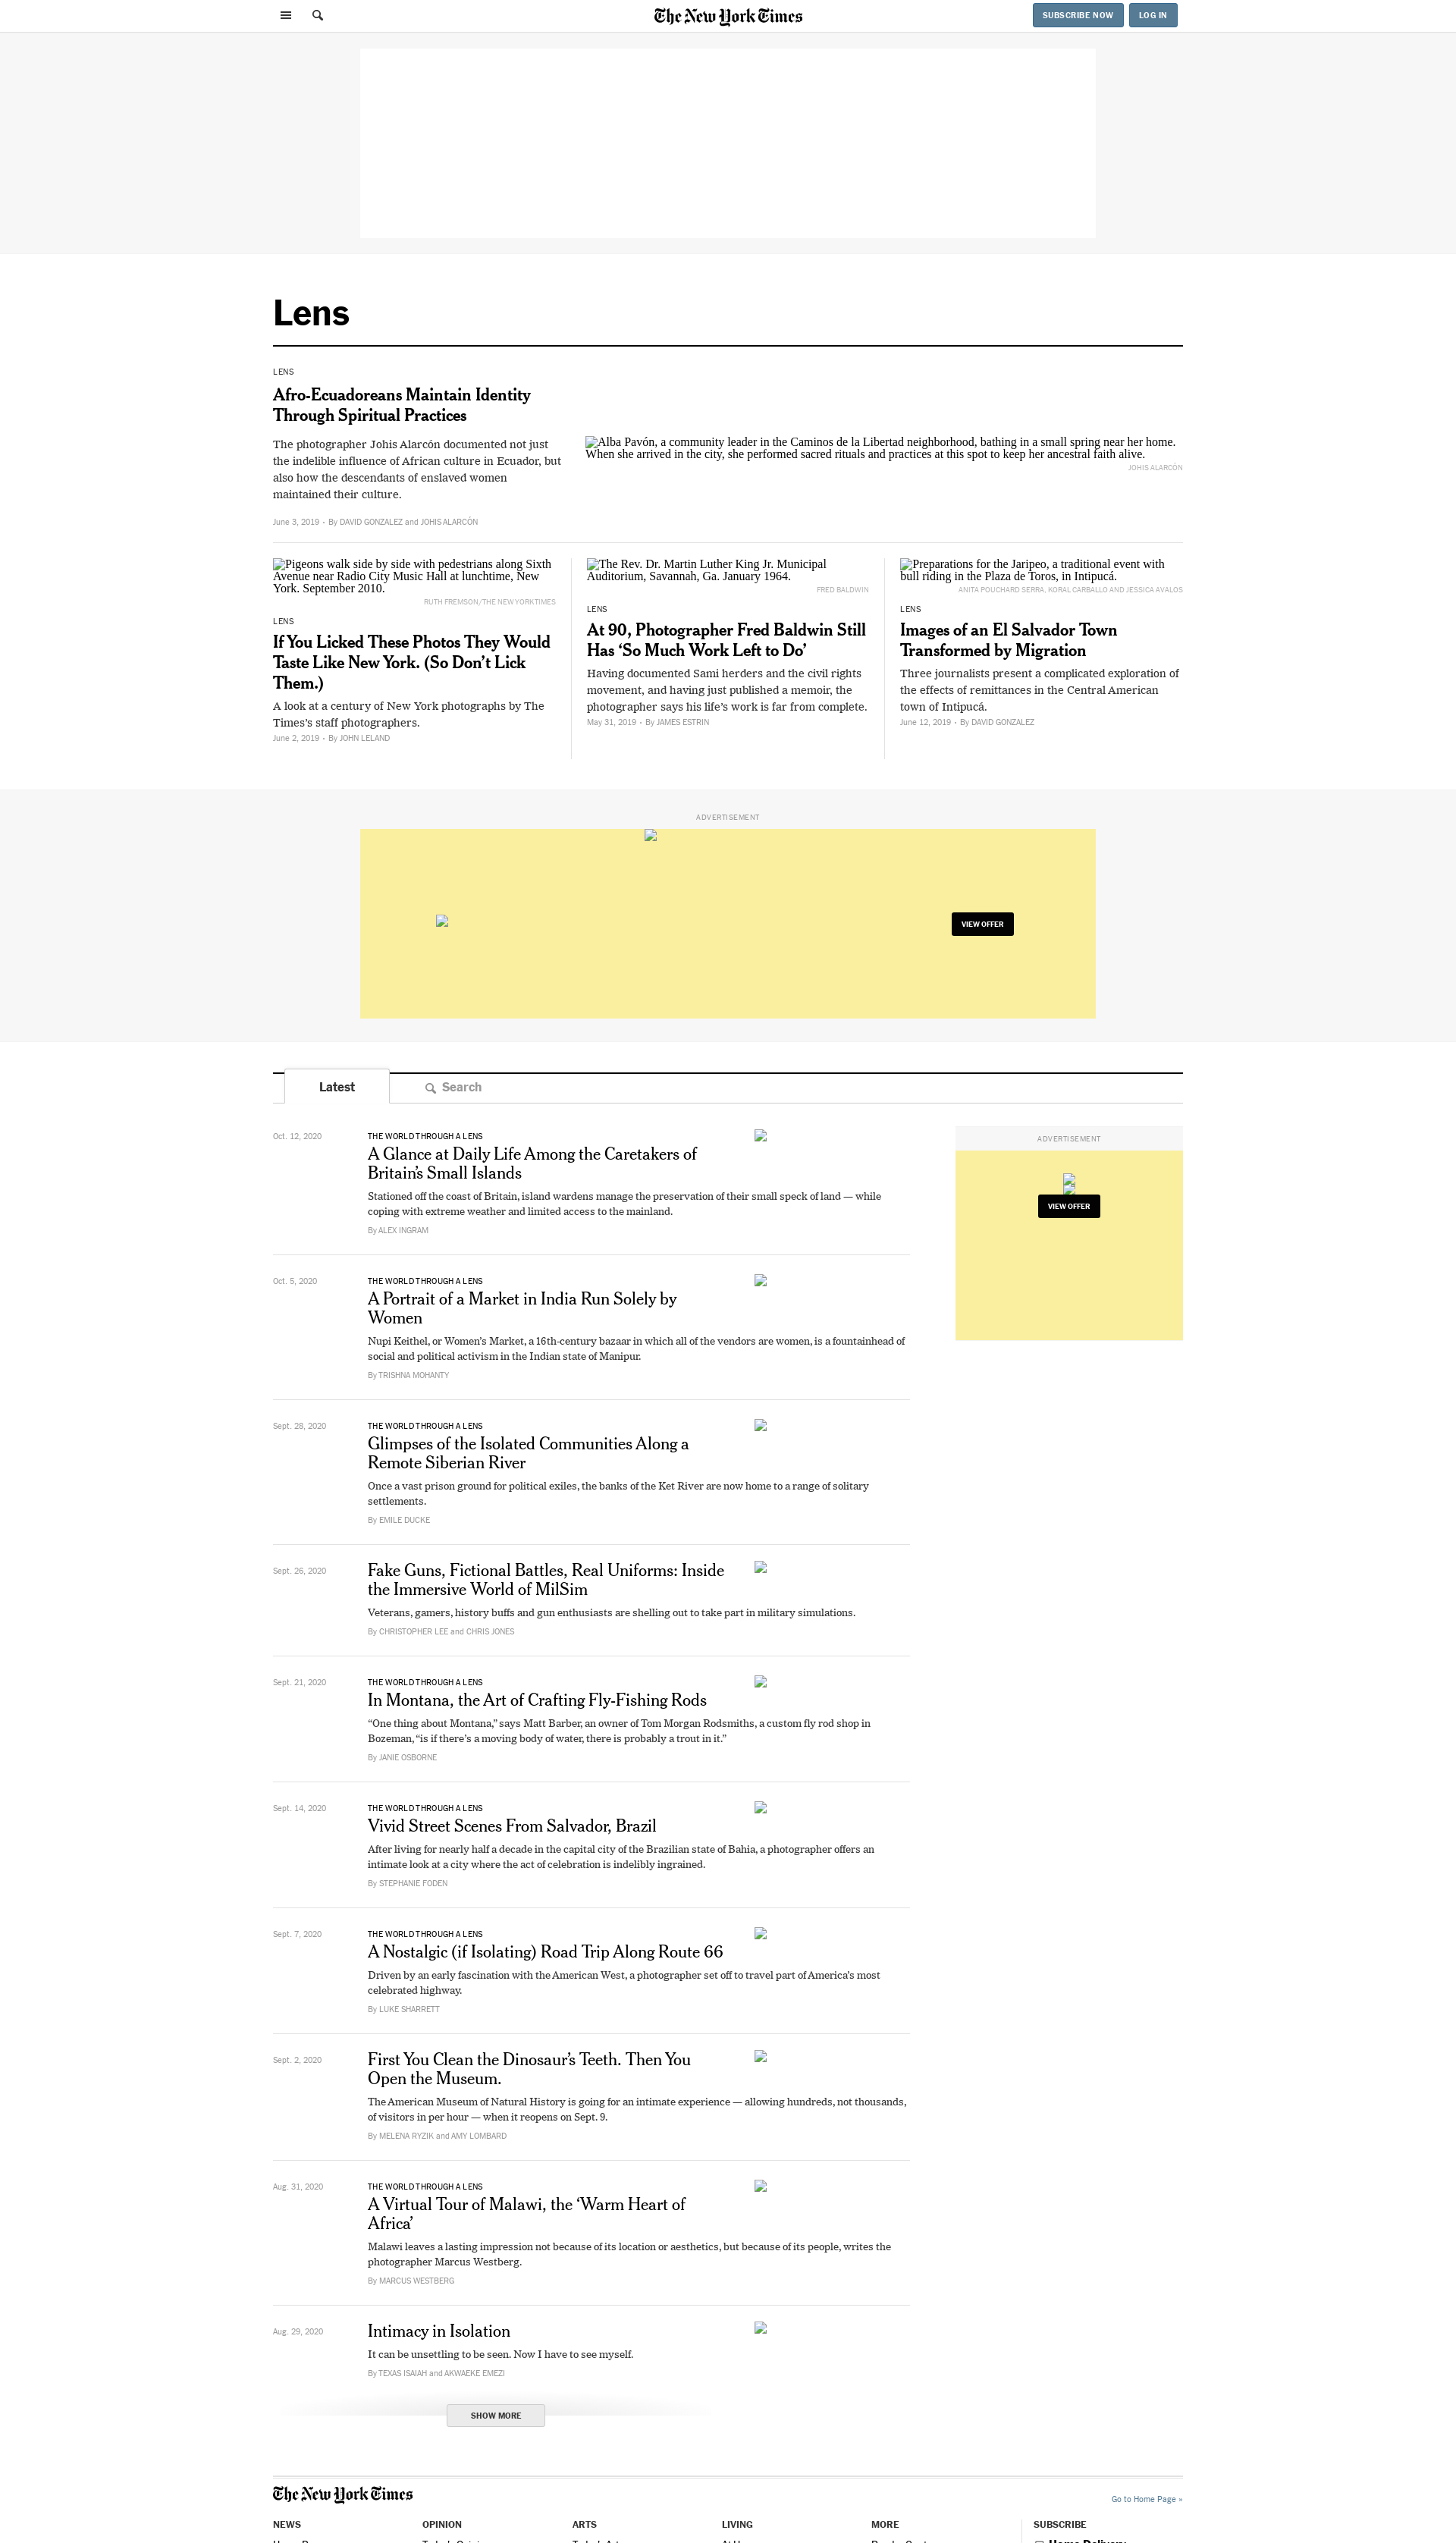 The New York Times
SUBSCRIBE NOW
LOG IN
Lens
LENS
Afro-Ecuadoreans Maintain Identity
Through Spiritual Practices
The photographer Johis Alarcón documented not just
the indelible influence of African culture in Ecuador, but
also how the descendants of enslaved women
maintained their culture.
June 3, 2019 • By DAVID GONZALEZ and JOHIS ALARCÓN
Alba Pavón, a community leader in the Caminos de la Libertad neighborhood, bathing in a small spring near her home.
When she arrived in the city, she performed sacred rituals and practices at this spot to keep her ancestral faith alive.
JOHIS ALARCÓN
Pigeons walk side by side with pedestrians along Sixth
Avenue near Radio City Music Hall at lunchtime, New
York. September 2010.
RUTH FREMSON/THE NEW YORK TIMES
LENS
If You Licked These Photos They Would
Taste Like New York. (So Don’t Lick
Them.)
A look at a century of New York photographs by The
Times’s staff photographers.
June 2, 2019 • By JOHN LELAND
The Rev. Dr. Martin Luther King Jr. Municipal
Auditorium, Savannah, Ga. January 1964.
FRED BALDWIN
LENS
At 90, Photographer Fred Baldwin Still
Has ‘So Much Work Left to Do’
Having documented Sami herders and the civil rights
movement, and having just published a memoir, the
photographer says his life’s work is far from complete.
May 31, 2019 • By JAMES ESTRIN
Preparations for the Jaripeo, a traditional event with
bull riding in the Plaza de Toros, in Intipucá.
ANITA POUCHARD SERRA, KORAL CARBALLO AND JESSICA AVALOS
LENS
Images of an El Salvador Town
Transformed by Migration
Three journalists present a complicated exploration of
the effects of remittances in the Central American
town of Intipucá.
June 12, 2019 • By DAVID GONZALEZ
ADVERTISEMENT
VIEW OFFER
Latest
Search
Oct. 12, 2020
THE WORLD THROUGH A LENS
A Glance at Daily Life Among the Caretakers of
Britain’s Small Islands
Stationed off the coast of Britain, island wardens manage the preservation of their small speck of land — while
coping with extreme weather and limited access to the mainland.
By ALEX INGRAM
ADVERTISEMENT
VIEW OFFER
Oct. 5, 2020
THE WORLD THROUGH A LENS
A Portrait of a Market in India Run Solely by
Women
Nupi Keithel, or Women’s Market, a 16th-century bazaar in which all of the vendors are women, is a fountainhead of
social and political activism in the Indian state of Manipur.
By TRISHNA MOHANTY
Sept. 28, 2020
THE WORLD THROUGH A LENS
Glimpses of the Isolated Communities Along a
Remote Siberian River
Once a vast prison ground for political exiles, the banks of the Ket River are now home to a range of solitary
settlements.
By EMILE DUCKE
Sept. 26, 2020
Fake Guns, Fictional Battles, Real Uniforms: Inside
the Immersive World of MilSim
Veterans, gamers, history buffs and gun enthusiasts are shelling out to take part in military simulations.
By CHRISTOPHER LEE and CHRIS JONES
Sept. 21, 2020
THE WORLD THROUGH A LENS
In Montana, the Art of Crafting Fly-Fishing Rods
“One thing about Montana,” says Matt Barber, an owner of Tom Morgan Rodsmiths, a custom fly rod shop in
Bozeman, “is if there’s a moving body of water, there is probably a trout in it.”
By JANIE OSBORNE
Sept. 14, 2020
THE WORLD THROUGH A LENS
Vivid Street Scenes From Salvador, Brazil
After living for nearly half a decade in the capital city of the Brazilian state of Bahia, a photographer offers an
intimate look at a city where the act of celebration is indelibly ingrained.
By STEPHANIE FODEN
Sept. 7, 2020
THE WORLD THROUGH A LENS
A Nostalgic (if Isolating) Road Trip Along Route 66
Driven by an early fascination with the American West, a photographer set off to travel part of America’s most
celebrated highway.
By LUKE SHARRETT
Sept. 2, 2020
First You Clean the Dinosaur’s Teeth. Then You
Open the Museum.
The American Museum of Natural History is going for an intimate experience — allowing hundreds, not thousands,
of visitors in per hour — when it reopens on Sept. 9.
By MELENA RYZIK and AMY LOMBARD
Aug. 31, 2020
THE WORLD THROUGH A LENS
A Virtual Tour of Malawi, the ‘Warm Heart of
Africa’
Malawi leaves a lasting impression not because of its location or aesthetics, but because of its people, writes the
photographer Marcus Westberg.
By MARCUS WESTBERG
Aug. 29, 2020
Intimacy in Isolation
It can be unsettling to be seen. Now I have to see myself.
By TEXAS ISAIAH and AKWAEKE EMEZI
SHOW MORE
The New York Times
Go to Home Page »
NEWS
OPINION
ARTS
LIVING
MORE
SUBSCRIBE